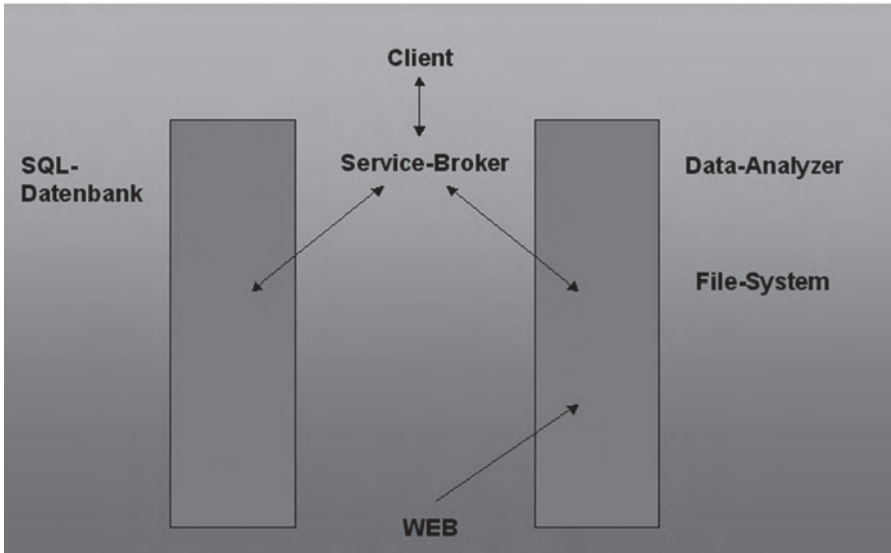 Client
SQL-
Datenbank
Service-Broker
Data-Analyzer
File-System
WEB